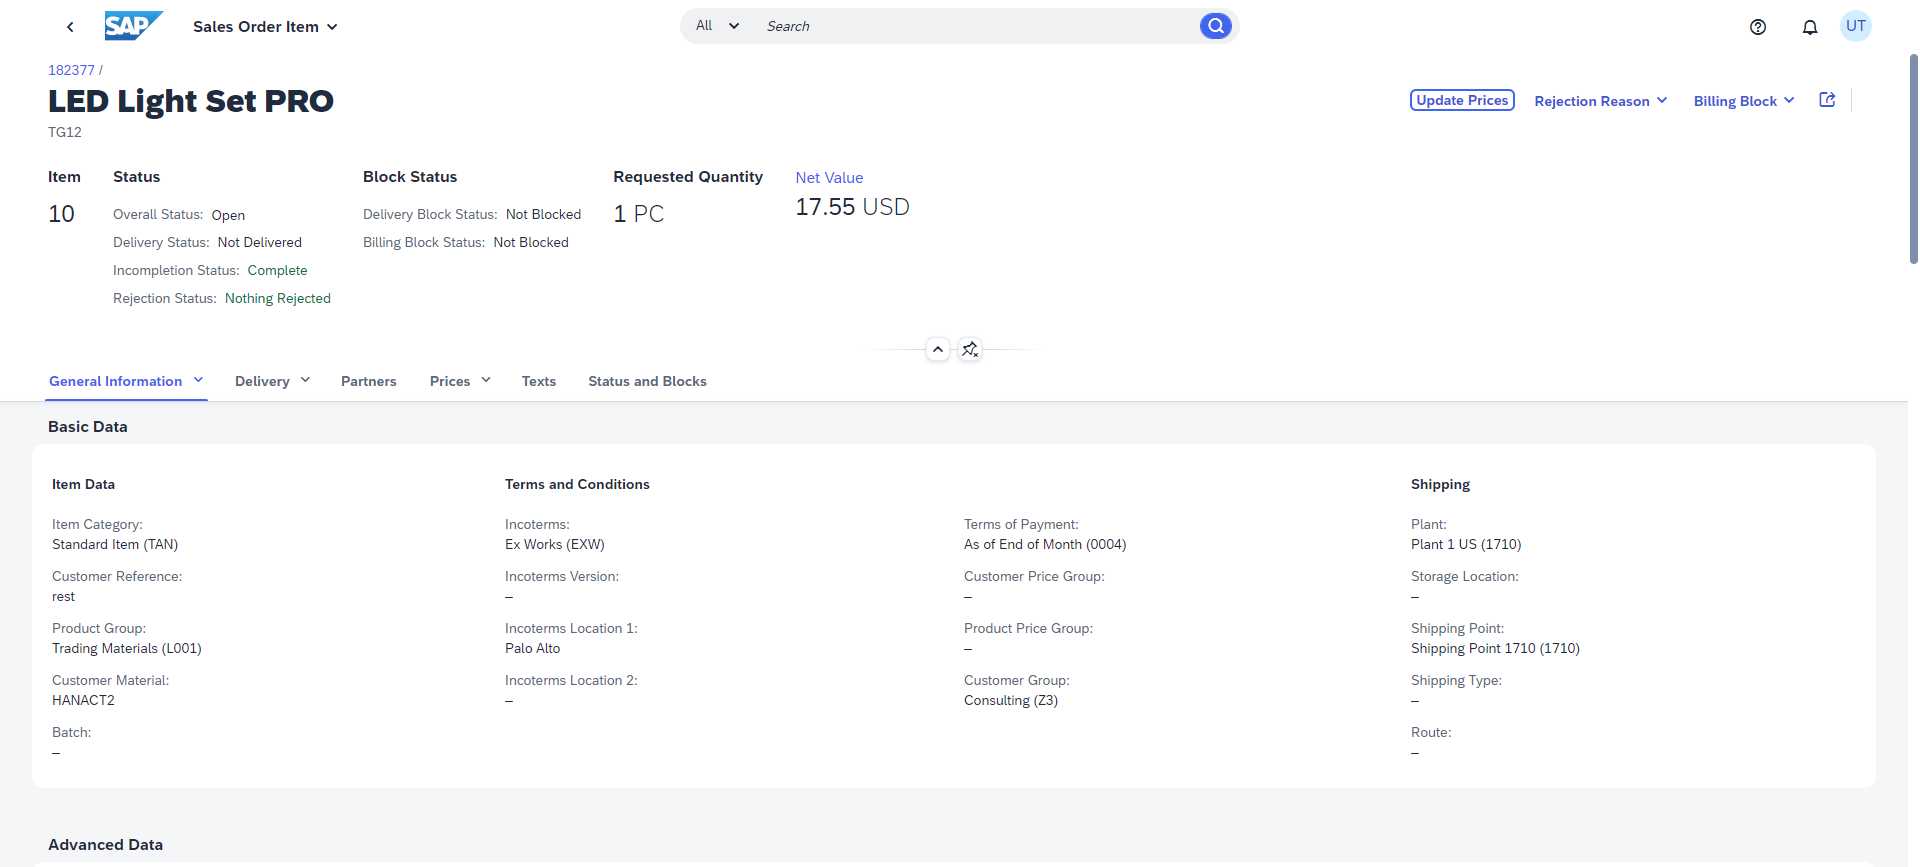 SAP Sales Order Item
All Search
UT
182377 /
LED Light Set PRO
Update Prices Rejection Reason Billing Block
TG12
Item Status Block Status Requested Quantity Net Value
10 Overall Status: Open Delivery Block Status: Not Blocked 1 PC 17.55 USD
Delivery Status: Not Delivered Billing Block Status: Not Blocked
Incompletion Status: Complete
Rejection Status: Nothing Rejected
General Information Delivery Partners Prices Texts Status and Blocks
Basic Data
Item Data Terms and Conditions Shipping
Item Category: Incoterms: Terms of Payment: Plant:
Standard Item (TAN) Ex Works (EXW) As of End of Month (0004) Plant 1 US (1710)
Customer Reference: Incoterms Version: Customer Price Group: Storage Location:
rest – – –
Product Group: Incoterms Location 1: Product Price Group: Shipping Point:
Trading Materials (L001) Palo Alto – Shipping Point 1710 (1710)
Customer Material: Incoterms Location 2: Customer Group: Shipping Type:
HANACT2 – Consulting (Z3) –
Batch: Route:
– –
Advanced Data